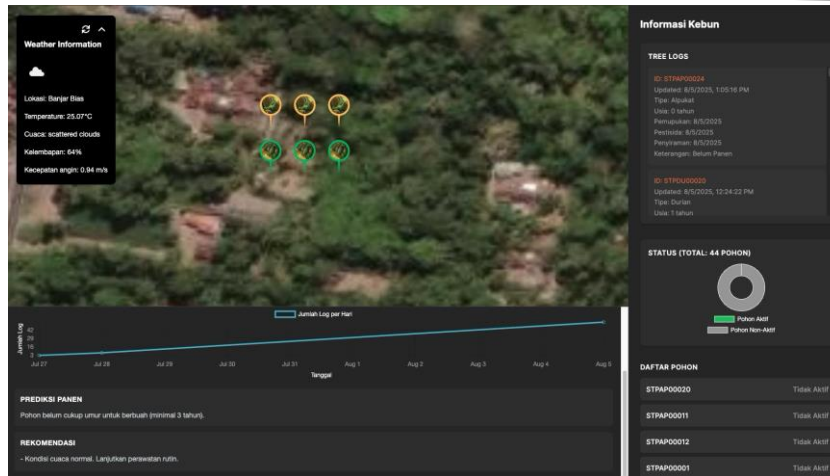 Weather Information
Lokasi: Banjar Bias
Temperature: 25.07°C
Cuaca: scattered clouds
Kelembapan: 64%
Kecepatan angin: 0.94 m/s
Jumlah Log per Hari
Jumlah Log
42
29
16
3
Jul 27
Jul 28
Jul 29
Jul 30
Jul 31
Aug 1
Aug 2
Aug 3
Aug 4
Aug 5
Tanggal
PREDIKSI PANEN
Pohon belum cukup umur untuk berbuah (minimal 3 tahun).
REKOMENDASI
- Kondisi cuaca normal. Lanjutkan perawatan rutin.
Informasi Kebun
TREE LOGS
ID: STPAP00024
Updated: 8/5/2025, 1:05:16 PM
Tipe: Alpukat
Usia: 0 tahun
Pemupukan: 8/5/2025
Pestisida: 8/5/2025
Penyiraman: 8/5/2025
Keterangan: Belum Panen
ID: STPDU00020
Updated: 8/5/2025, 12:24:22 PM
Tipe: Durian
Usia: 1 tahun
STATUS (TOTAL: 44 POHON)
Pohon Aktif
Pohon Non-Aktif
DAFTAR POHON
STPAP00020 Tidak Aktif
STPAP00011 Tidak Aktif
STPAP00012 Tidak Aktif
STPAP00001 Tidak Aktif